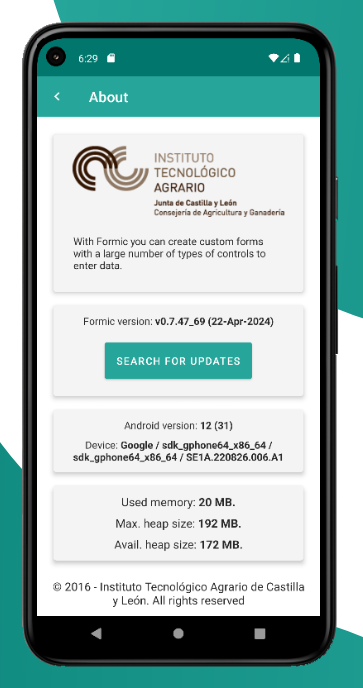 6:29
About
INSTITUTO
TECNOLÓGICO
AGRARIO
Junta de Castilla y León
Consejería de Agricultura y Ganadería
With Formic you can create custom forms
with a large number of types of controls to
enter data.
Formic version: v0.7.47_69 (22-Apr-2024)
SEARCH FOR UPDATES
Android version: 12 (31)
Device: Google / sdk_gphone64_x86_64 /
sdk_gphone64_x86_64 / SE1A.220826.006.A1
Used memory: 20 MB.
Max. heap size: 192 MB.
Avail. heap size: 172 MB.
© 2016 - Instituto Tecnológico Agrario de Castilla
y León. All rights reserved